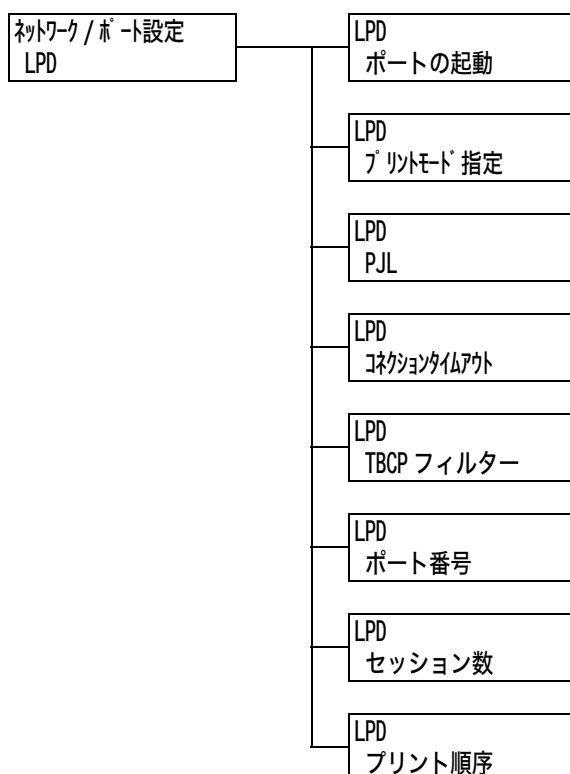 ﾈｯﾄﾜｰｸ / ﾎﾟｰﾄ設定
LPD
LPD
ポートの起動
LPD
ﾌﾟﾘﾝﾄﾓｰﾄﾞ指定
LPD
PJL
LPD
ｺﾈｸｼｮﾝﾀｲﾑｱｳﾄ
LPD
TBCP フィルター
LPD
ポート番号
LPD
セッション数
LPD
プリント順序